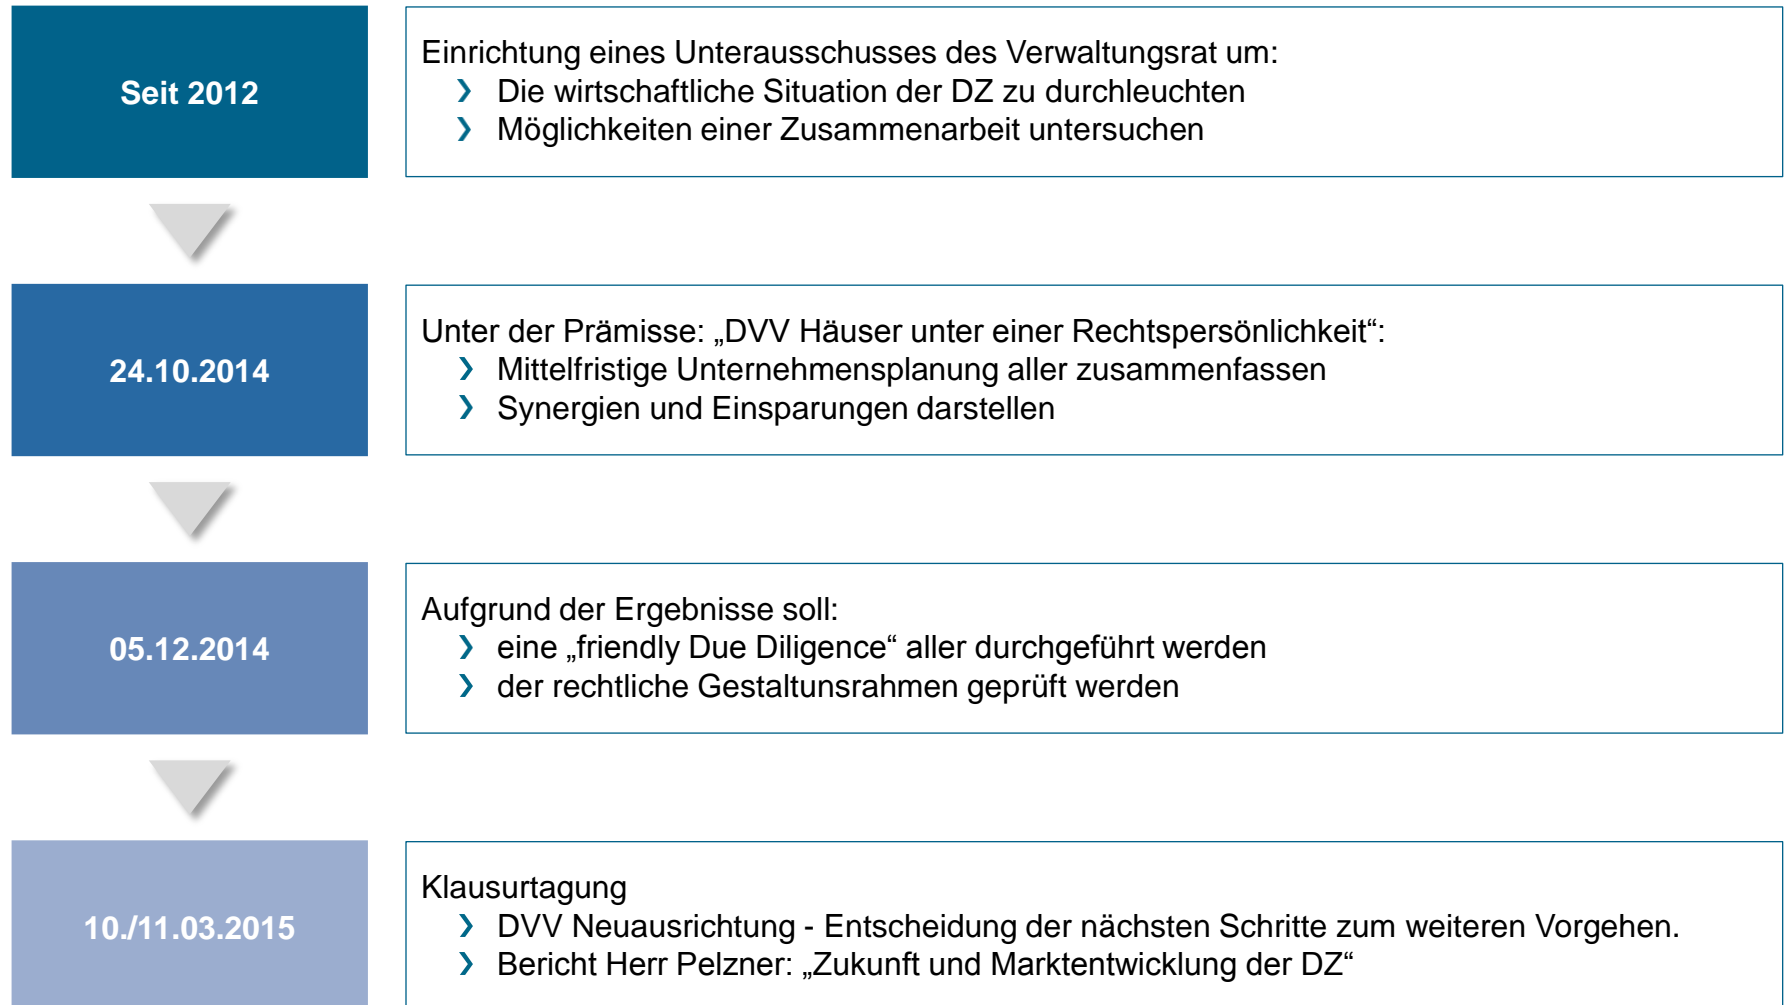 Seit 2012
Einrichtung eines Unterausschusses des Verwaltungsrat um:
Die wirtschaftliche Situation der DZ zu durchleuchten
Möglichkeiten einer Zusammenarbeit untersuchen
24.10.2014
Unter der Prämisse: „DVV Häuser unter einer Rechtspersönlichkeit“:
Mittelfristige Unternehmensplanung aller zusammenfassen
Synergien und Einsparungen darstellen
05.12.2014
Aufgrund der Ergebnisse soll:
eine „friendly Due Diligence“ aller durchgeführt werden
der rechtliche Gestaltunsrahmen geprüft werden
10./11.03.2015
Klausurtagung
DVV Neuausrichtung - Entscheidung der nächsten Schritte zum weiteren Vorgehen.
Bericht Herr Pelzner: „Zukunft und Marktentwicklung der DZ“